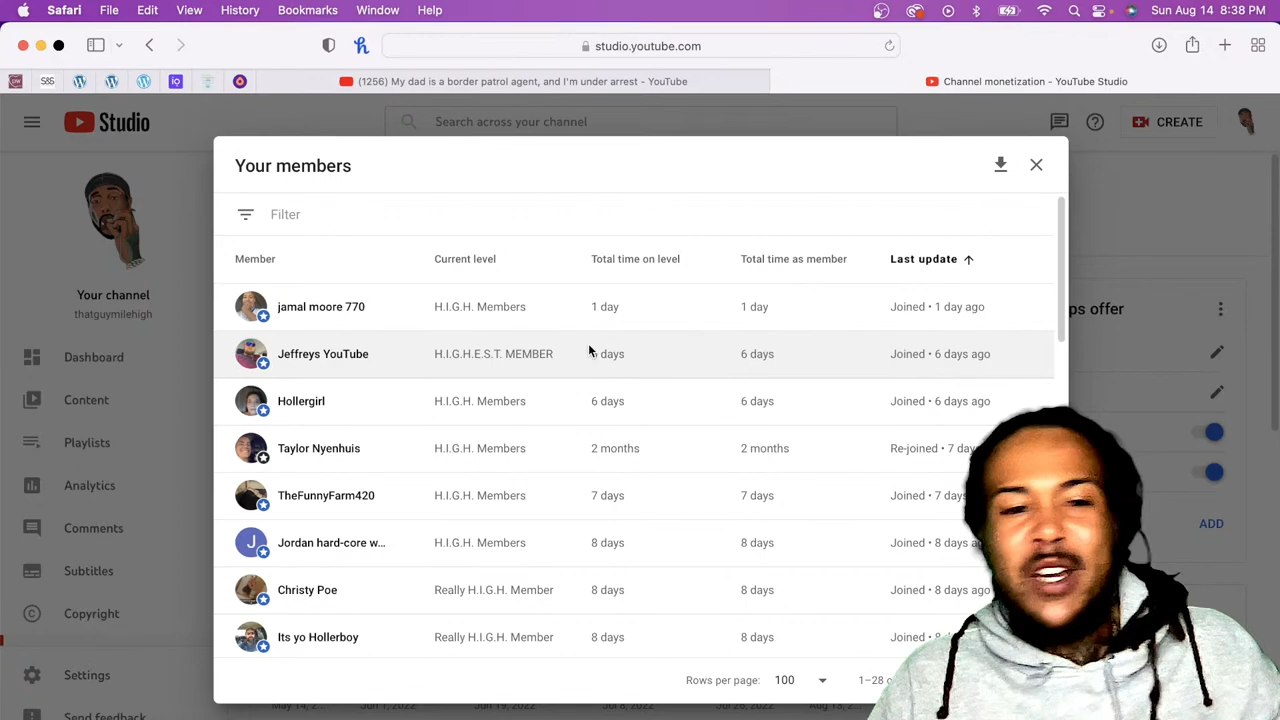 Safari File Edit View History Bookmarks Window Help Sun Aug 14 8:38 PM
studio.youtube.com
(1256) My dad is a border patrol agent, and I'm under arrest - YouTube Channel monetization - YouTube Studio
Studio Search across your channel CREATE
Your members
Filter
Member Current level Total time on level Total time as member Last update
jamal moore 770 H.I.G.H. Members 1 day 1 day Joined • 1 day ago
Jeffreys YouTube H.I.G.H.E.S.T. MEMBER days 6 days Joined • 6 days ago
Hollergirl H.I.G.H. Members 6 days 6 days Joined • 6 days ago
Taylor Nyenhuis H.I.G.H. Members 2 months 2 months Re-joined • 7
TheFunnyFarm420 H.I.G.H. Members 7 days 7 days Joined • 7
Jordan hard-core w... H.I.G.H. Members 8 days 8 days Joined • 8 days
Christy Poe Really H.I.G.H. Member 8 days 8 days Joined • 8 days ago
Its yo Hollerboy Really H.I.G.H. Member 8 days 8 days Joined •
Rows per page: 100 1–28
Your channel
thatguymilehigh
Dashboard
Content
Playlists
Analytics
Comments
Subtitles
Copyright
Settings
Send feedback
ps offer
ADD